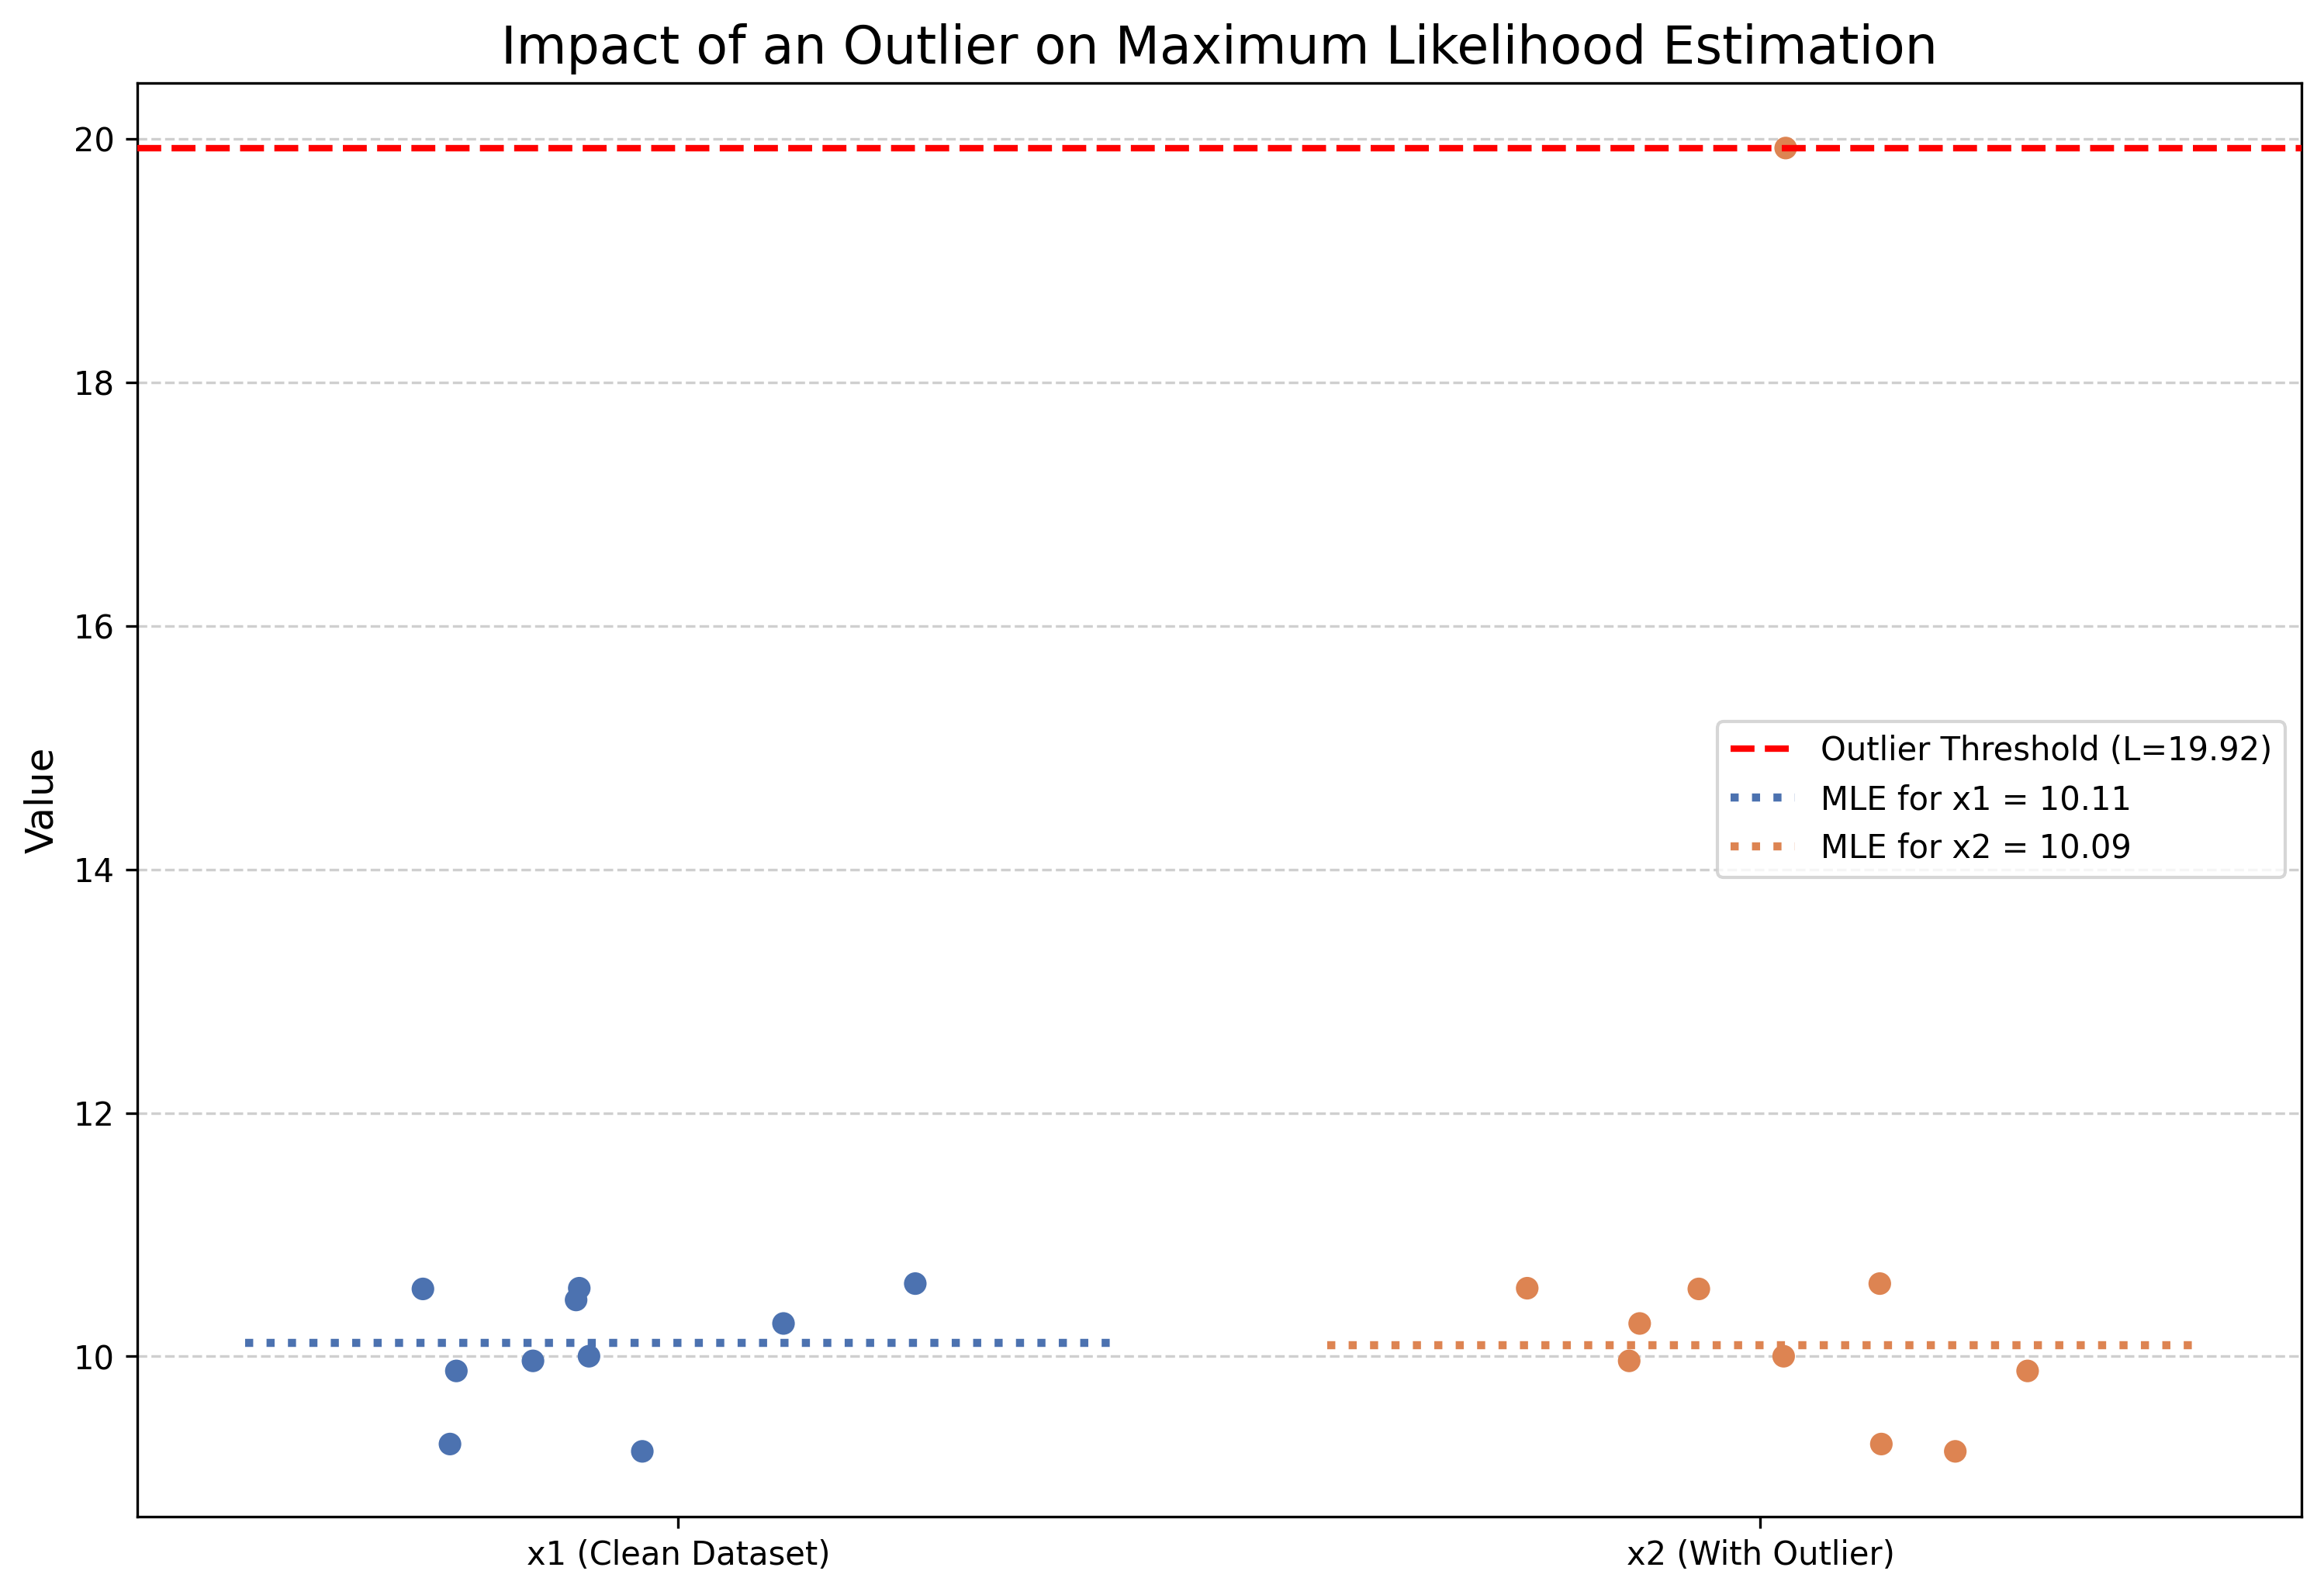 Impact of an Outlier on Maximum Likelihood Estimation
20
18
16
14
12
10
Value
Outlier Threshold (L=19.92)
MLE for x1 = 10.11
MLE for x2 = 10.09
x1 (Clean Dataset)
x2 (With Outlier)